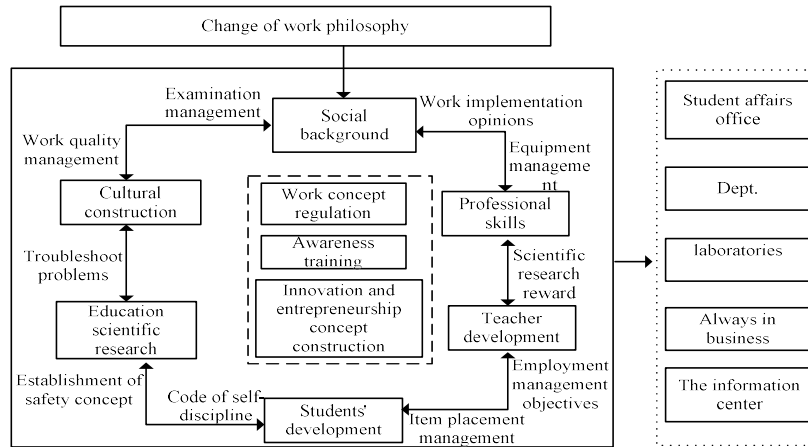 Change of work philosophy
Examination
management
Social
background
Work implementation
opinions
Work quality
management
Equipment
manageme
nt
Cultural
construction
Work concept
regulation
Professional
skills
Awareness
training
Troubleshoot
problems
Scientific
research
reward
Innovation and
entrepreneurship
concept
construction
Education
scientific
research
Teacher
development
Establishment of
safety concept
Code of self-
discipline
Students'
development
Item placement
management
Employment
management
objectives
Student affairs
office
Dept.
laboratories
Always in
business
The information
center